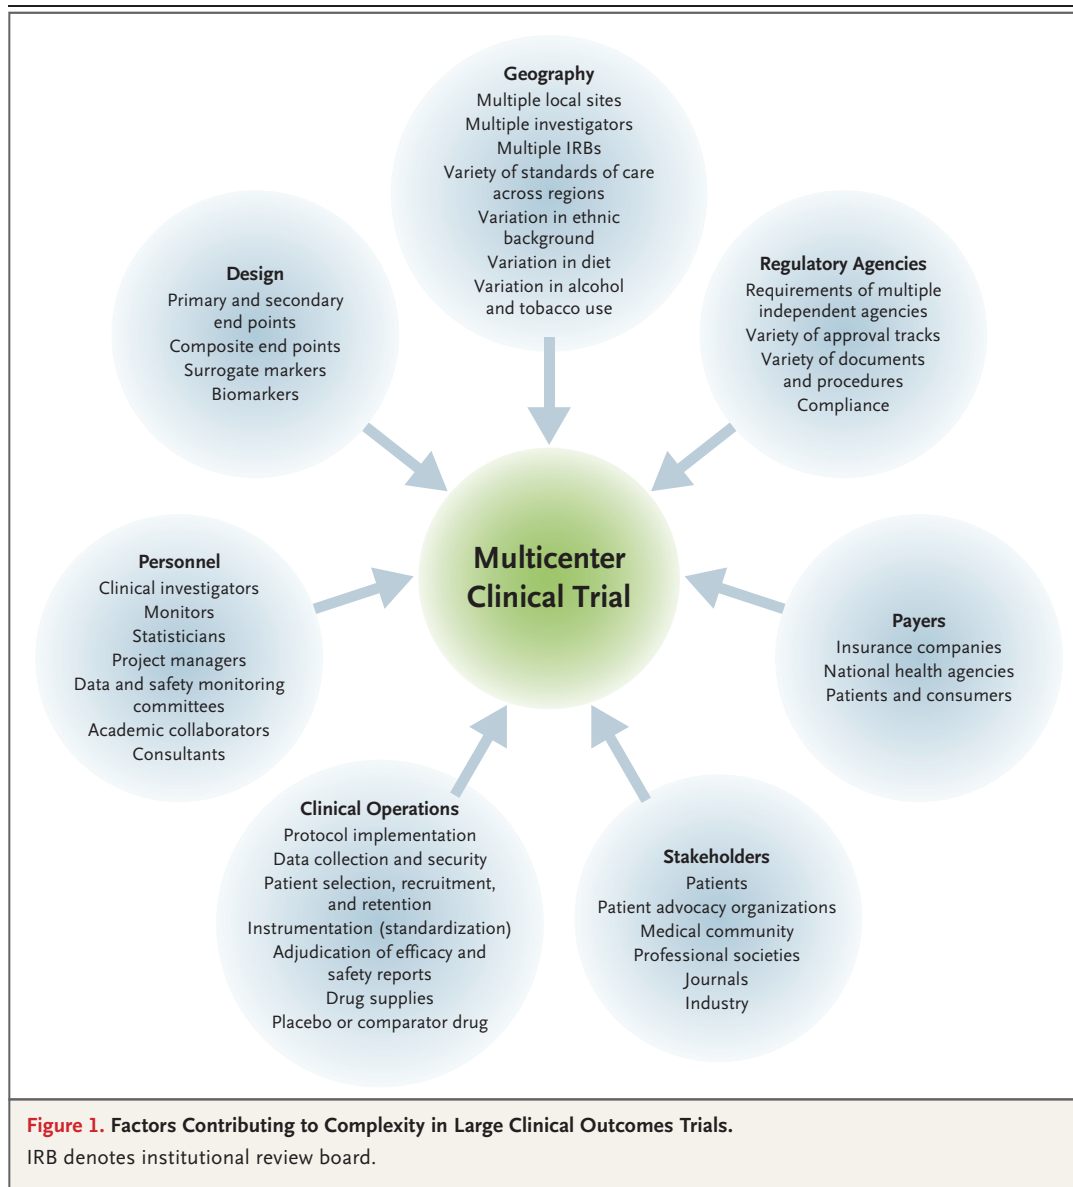 Geography
Multiple local sites
Multiple investigators
Multiple IRBs
Variety of standards of care
across regions
Variation in ethnic
background
Variation in diet
Variation in alcohol
and tobacco use
Design
Primary and secondary
end points
Composite end points
Surrogate markers
Biomarkers
Regulatory Agencies
Requirements of multiple
independent agencies
Variety of approval tracks
Variety of documents
and procedures
Compliance
Multicenter
Clinical Trial
Personnel
Clinical investigators
Monitors
Statisticians
Project managers
Data and safety monitoring
committees
Academic collaborators
Consultants
Payers
Insurance companies
National health agencies
Patients and consumers
Clinical Operations
Protocol implementation
Data collection and security
Patient selection, recruitment,
and retention
Instrumentation (standardization)
Adjudication of efficacy and
safety reports
Drug supplies
Placebo or comparator drug
Stakeholders
Patients
Patient advocacy organizations
Medical community
Professional societies
Journals
Industry
Figure 1. Factors Contributing to Complexity in Large Clinical Outcomes Trials.
IRB denotes institutional review board.